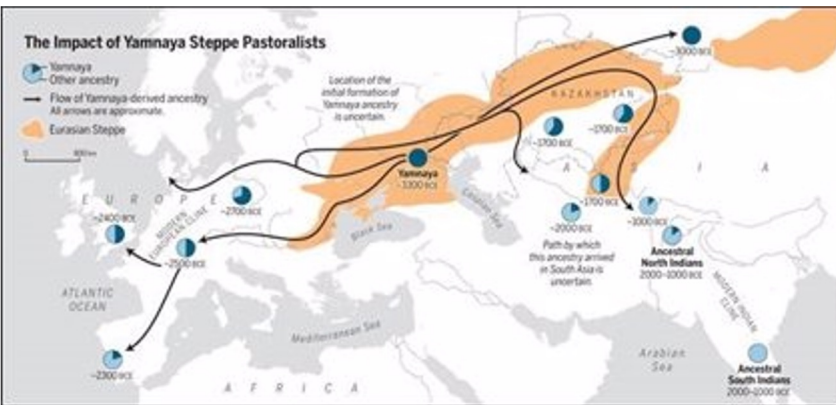 The Impact of Yamnaya Steppe Pastoralists
Yamnaya
Other ancestry
Flow of Yamnaya-derived ancestry
All arrows are approximate.
Eurasian Steppe
0
Location of the
initial formation of
Yamnaya ancestry
is uncertain.
~3000 BCE
KAZAKHSTAN
~1700 BCE
~1700 BCE
Yamnaya
EUROPE
MODERN
EUROPEAN CLINE
~2400 BCE
~2700 BCE
~2500 BCE
~2300 BCE
Black Sea
Caspian Sea
ASIA
~1700 BCE
~2000 BCE
~1000 BCE
Path by which
this ancestry arrived
in South Asia is
uncertain.
Ancestral
North Indians
2000–1000 BCE
MODERN INDIAN
CLINE
ATLANTIC
OCEAN
Mediterranean Sea
AFRICA
Arabian
Sea
Ancestral
South Indians
2000–1000 BCE